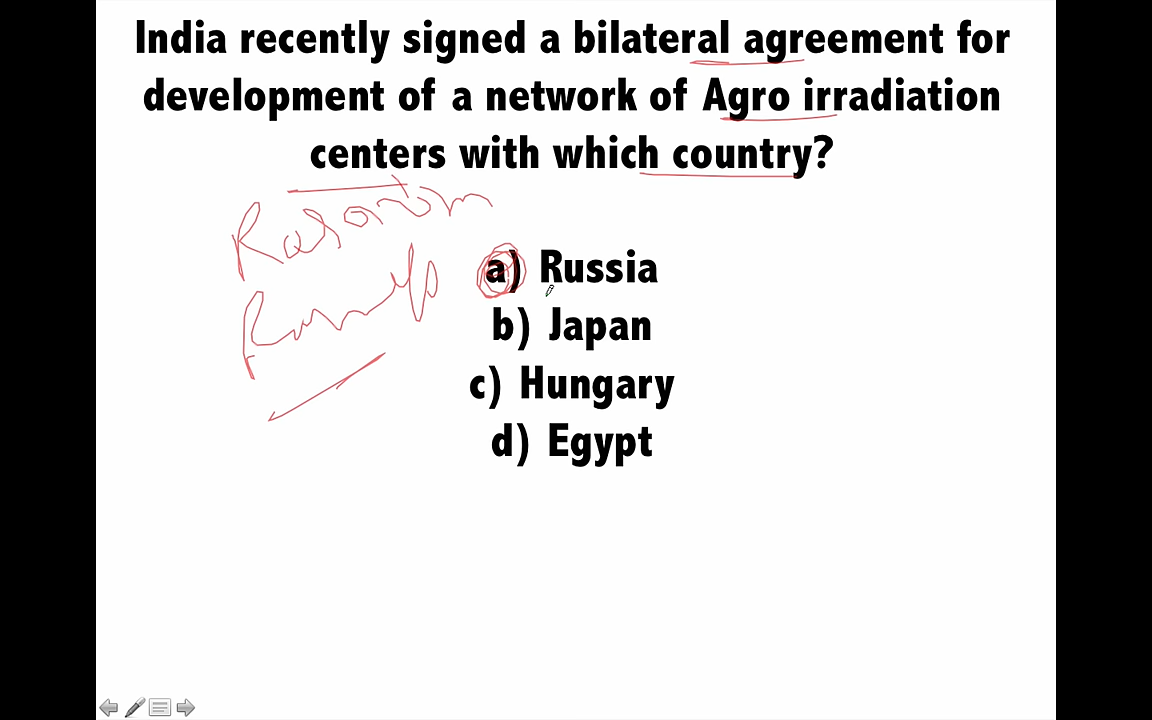 India recently signed a bilateral agreement for
development of a network of Agro irradiation
centers with which country?
a) Russia
b) Japan
c) Hungary
d) Egypt